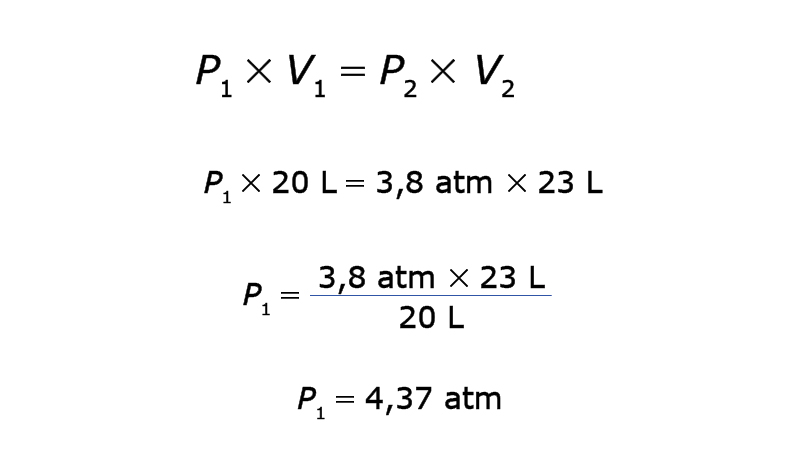 P₁ × V₁ = P₂ × V₂
P₁ × 20 L = 3,8 atm × 23 L
3,8 atm × 23 L
P₁ =
20 L
P₁ = 4,37 atm